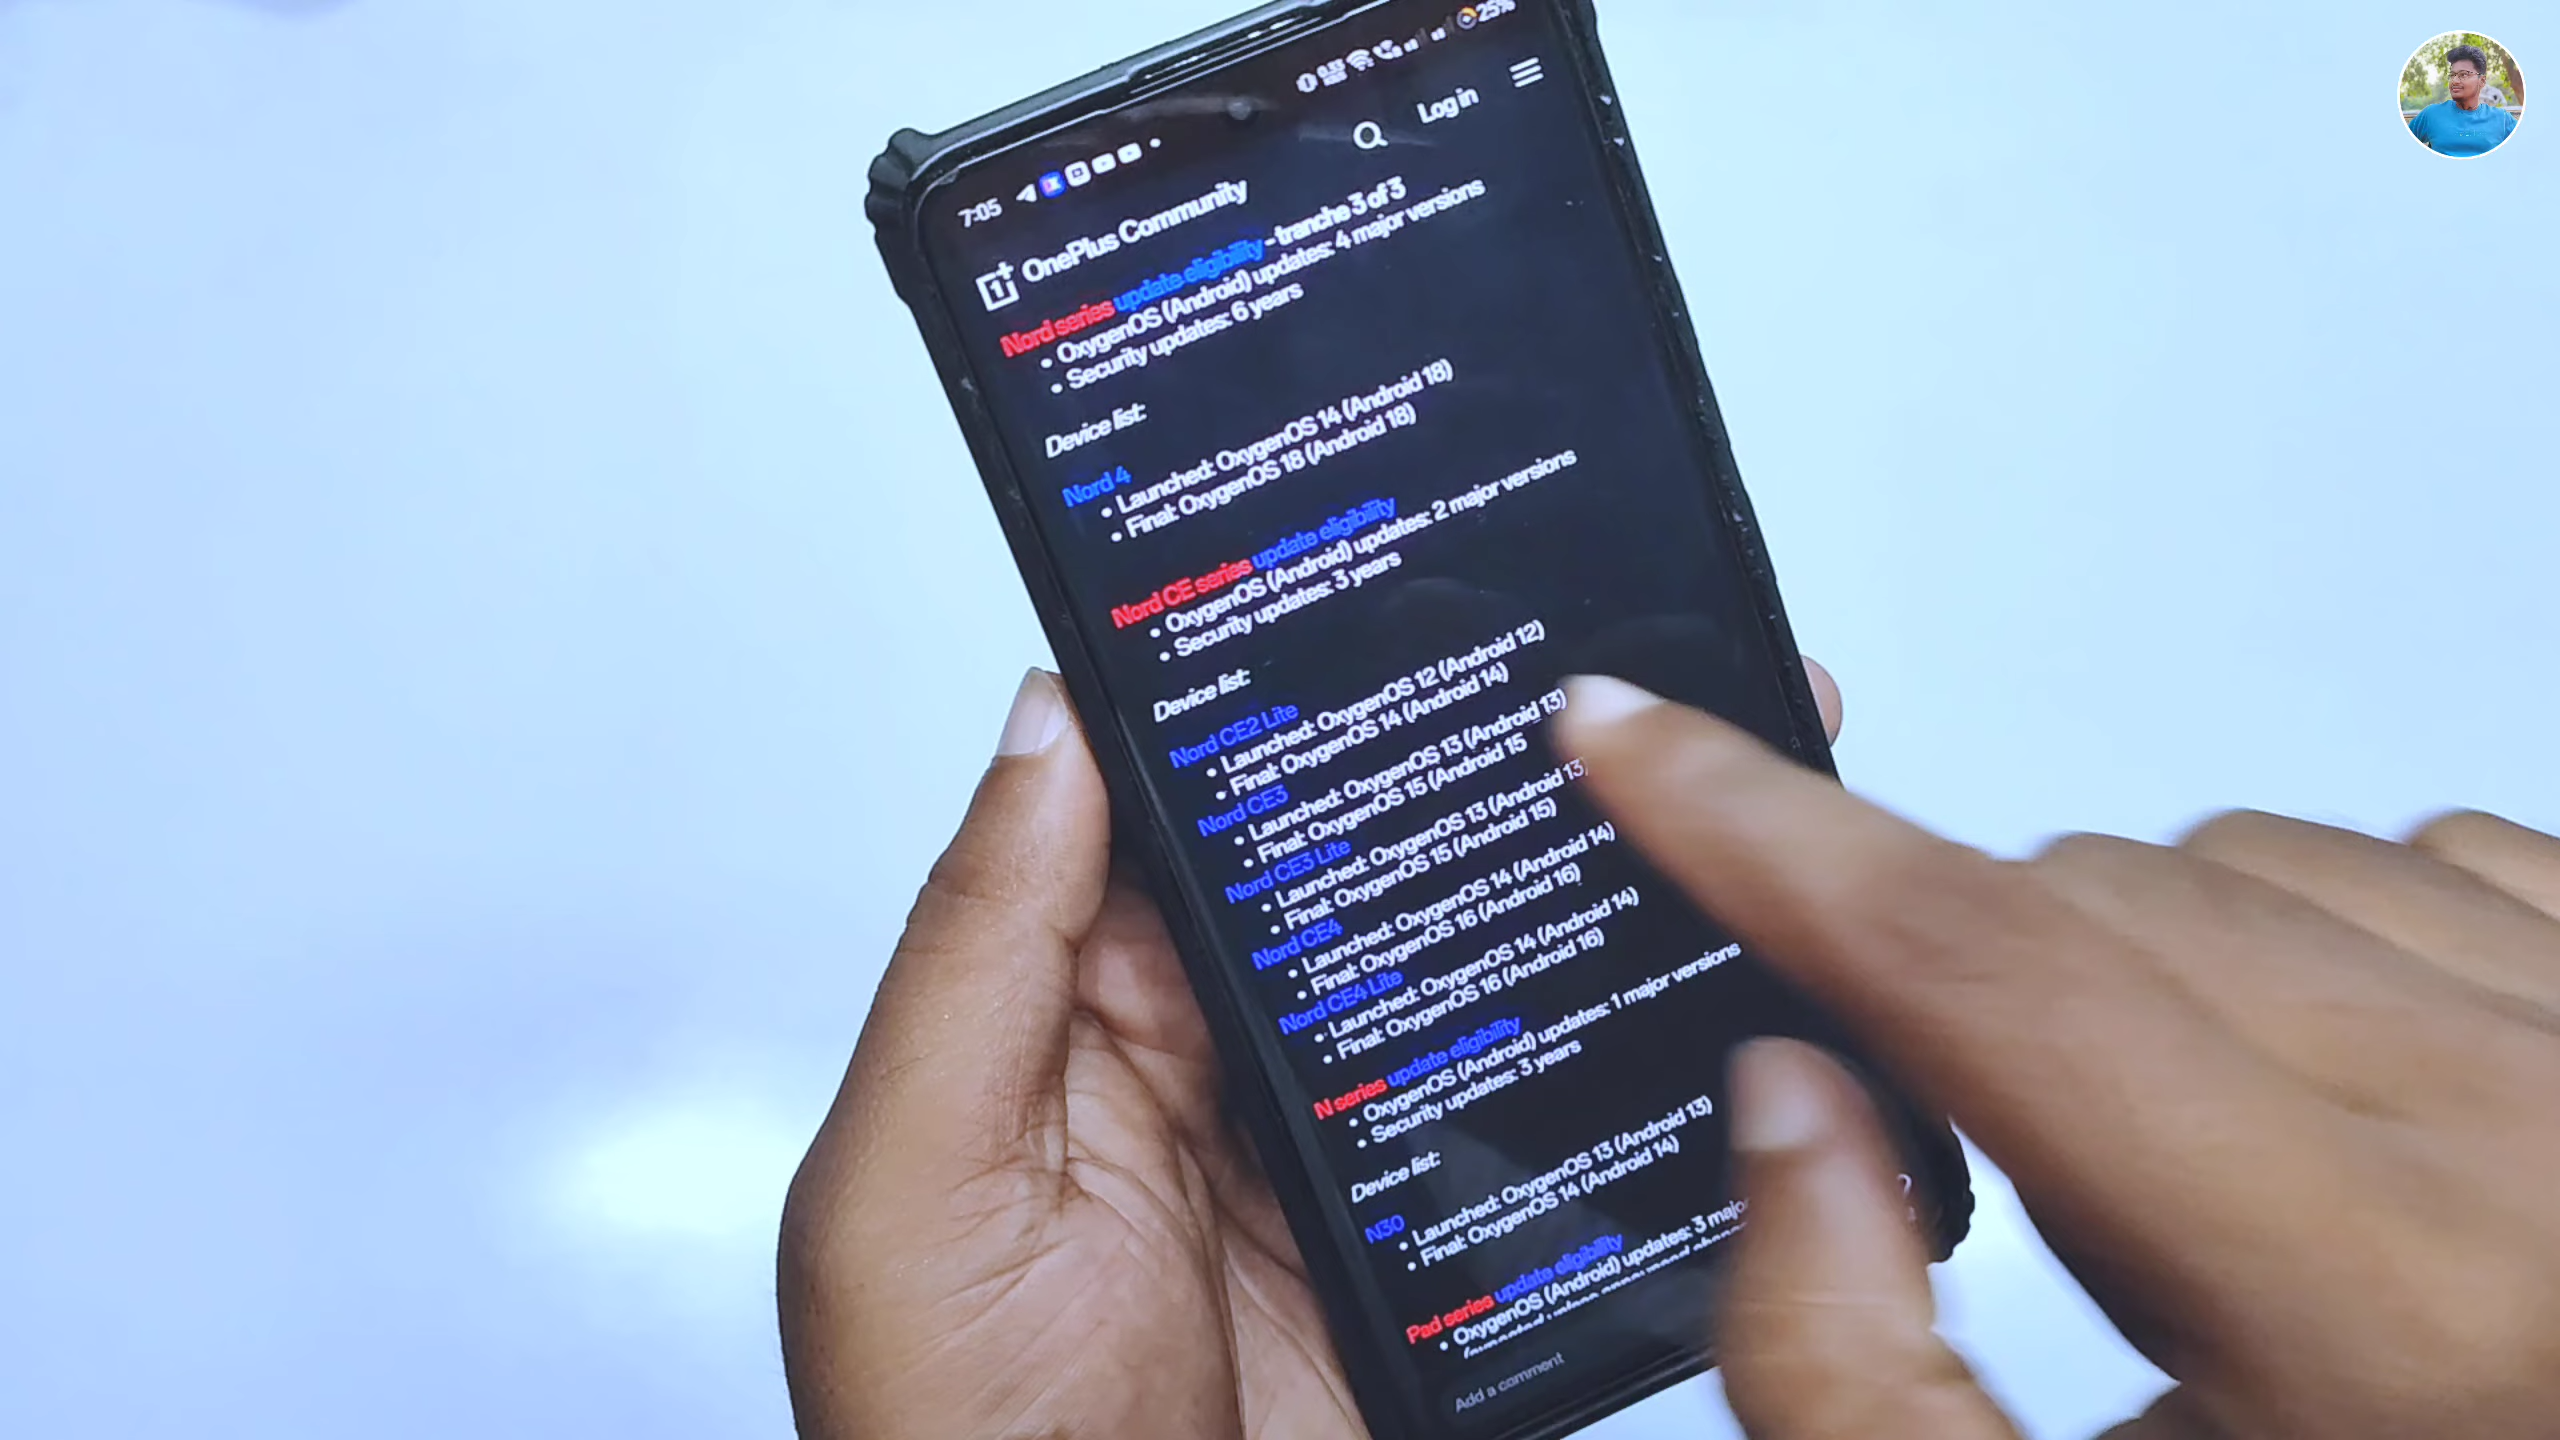 7:05
25%
0.33
Log in
OnePlus Community
Nord series update eligibility - tranche 3 of 3
• OxygenOS (Android) updates: 4 major versions
• Security updates: 6 years
Device list:
Nord 4
• Launched: OxygenOS 14 (Android 18)
• Final: OxygenOS 18 (Android 18)
Nord CE series update eligibility
• OxygenOS (Android) updates: 2 major versions
• Security updates: 3 years
Device list:
Nord CE2 Lite
• Launched: OxygenOS 12 (Android 12)
• Final: OxygenOS 14 (Android 14)
Nord CE3
• Launched: OxygenOS 13 (Android 13)
• Final: OxygenOS 15 (Android 15
Nord CE3 Lite
• Launched: OxygenOS 13 (Android 13)
• Final: OxygenOS 15 (Android 15)
Nord CE4
• Launched: OxygenOS 14 (Android 14)
• Final: OxygenOS 16 (Android 16)
Nord CE4 Lite
• Launched: OxygenOS 14 (Android 14)
• Final: OxygenOS 16 (Android 16)
N series update eligibility
• OxygenOS (Android) updates: 1 major versions
• Security updates: 3 years
Device list:
N30
• Launched: OxygenOS 13 (Android 13)
• Final: OxygenOS 14 (Android 14)
Pad series update eligibility
• OxygenOS (Android) updates: 3 major
Add a comment